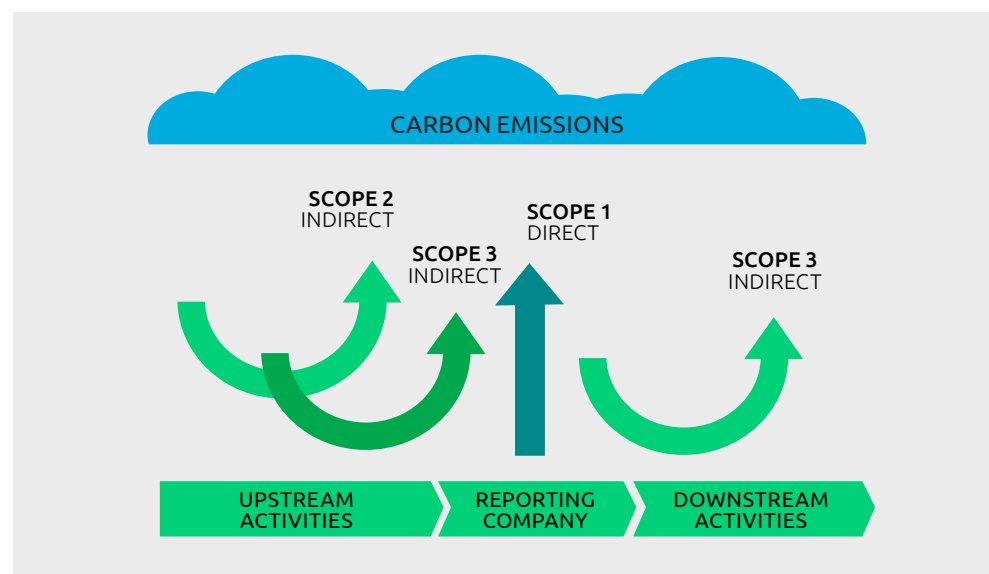 CARBON EMISSIONS
SCOPE 2
INDIRECT
SCOPE 3
INDIRECT
SCOPE 1
DIRECT
SCOPE 3
INDIRECT
UPSTREAM
ACTIVITIES
REPORTING
COMPANY
DOWNSTREAM
ACTIVITIES